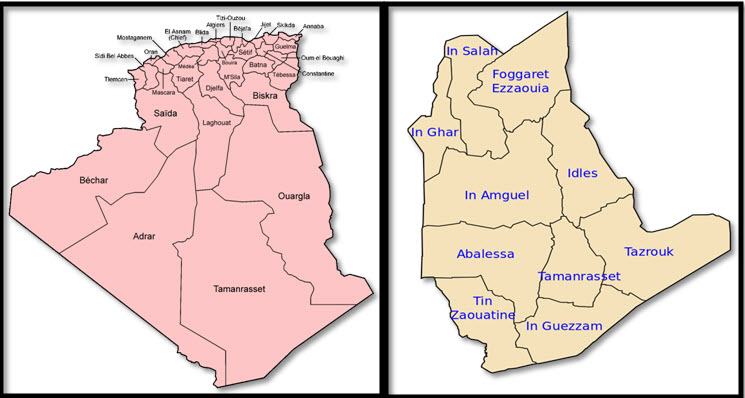 Tizi-Ouzou
Mostaganem
El Asnam
(Chlef)
Blida
Algiers
Béjaïa
Jijel
Skikda
Annaba
Oran
Sidi Bel Abbes
Tlemcen
Mascara
Tiaret
Médéa
Bouira
Sétif
Guelma
Oum el Bouaghi
Constantine
Batna
Tébessa
M'Sila
Djelfa
Biskra
Saïda
Laghouat
Béchar
Ouargla
Adrar
Tamanrasset
In Salah
Foggaret
Ezzaouia
In Ghar
Idles
In Amguel
Abalessa
Tazrouk
Tamanrasset
Tin
Zaouatine
In Guezzam